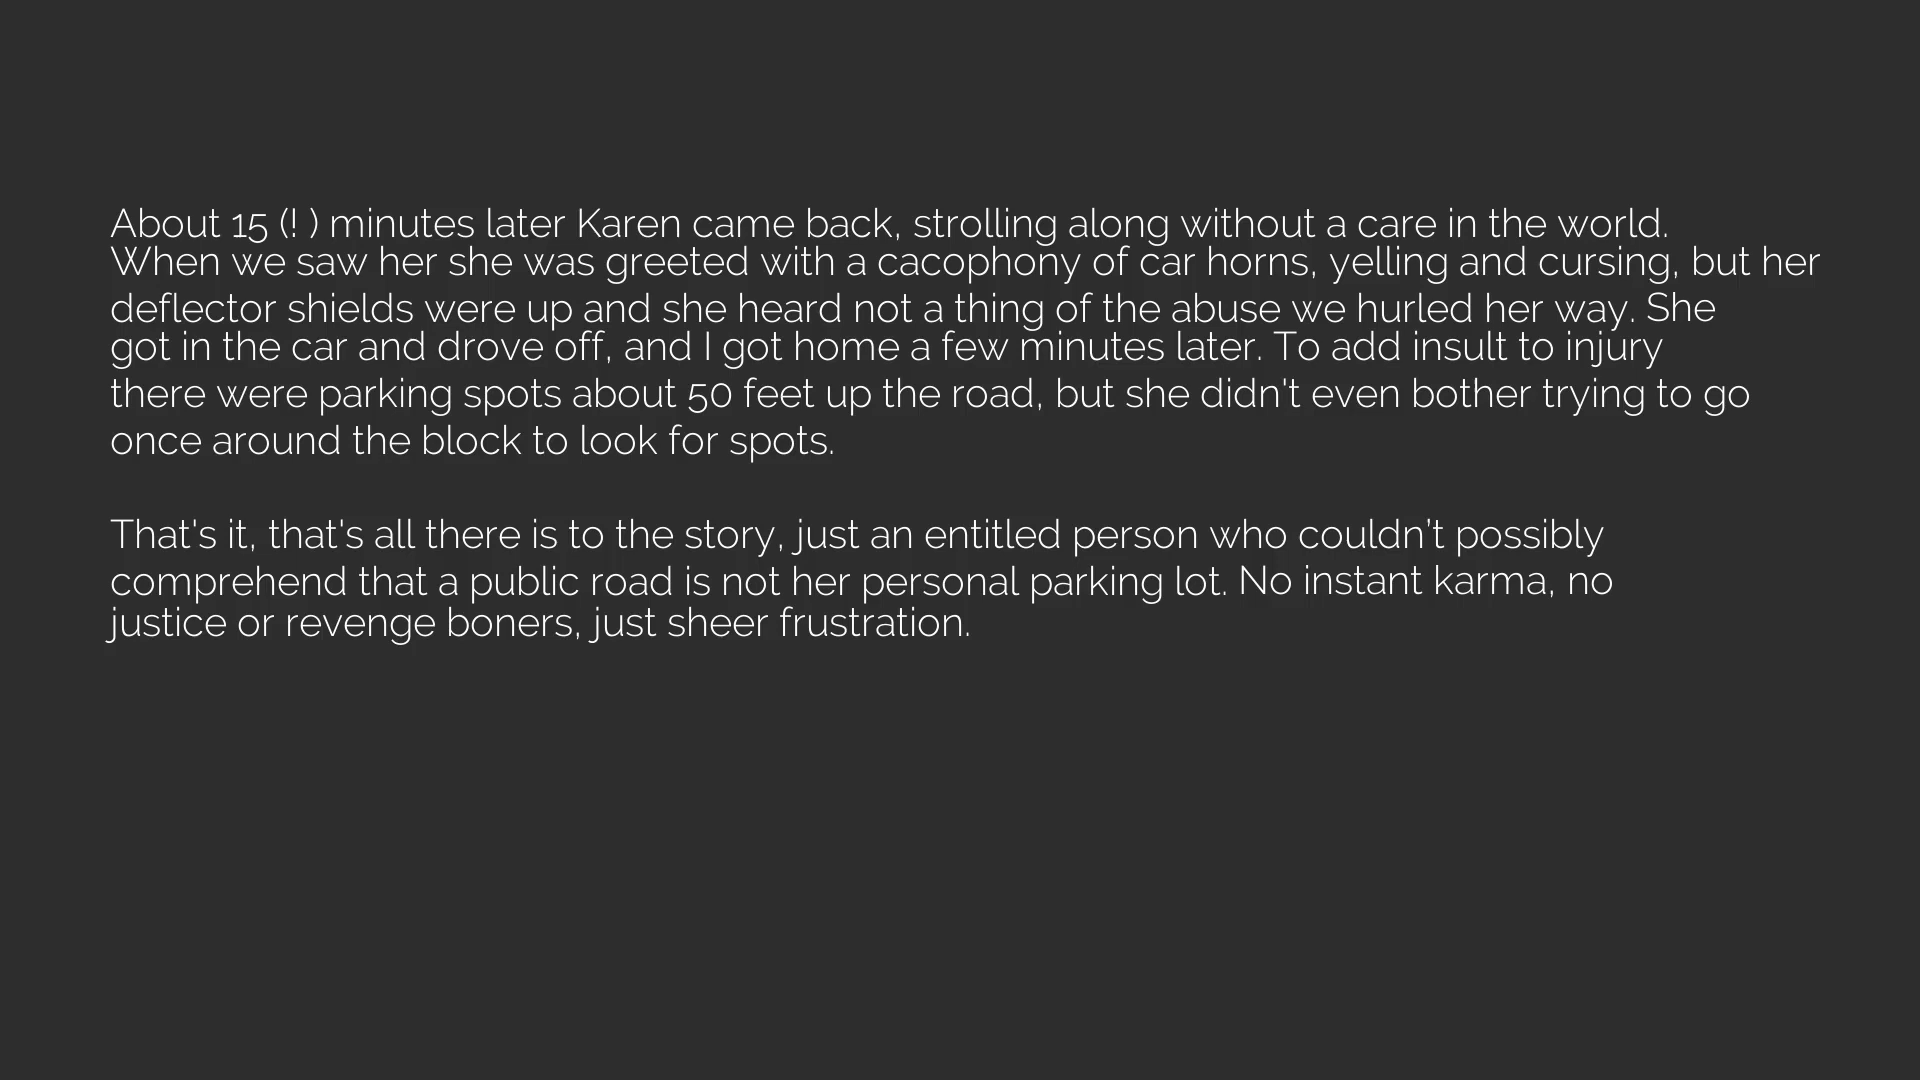 About 15 (! ) minutes later Karen came back, strolling along without a care in the world.
When we saw her she was greeted with a cacophony of car horns, yelling and cursing, but her
deflector shields were up and she heard not a thing of the abuse we hurled her way. She
got in the car and drove off, and I got home a few minutes later. To add insult to injury
there were parking spots about 50 feet up the road, but she didn't even bother trying to go
once around the block to look for spots.

That's it, that's all there is to the story, just an entitled person who couldn't possibly
comprehend that a public road is not her personal parking lot. No instant karma, no
justice or revenge boners, just sheer frustration.